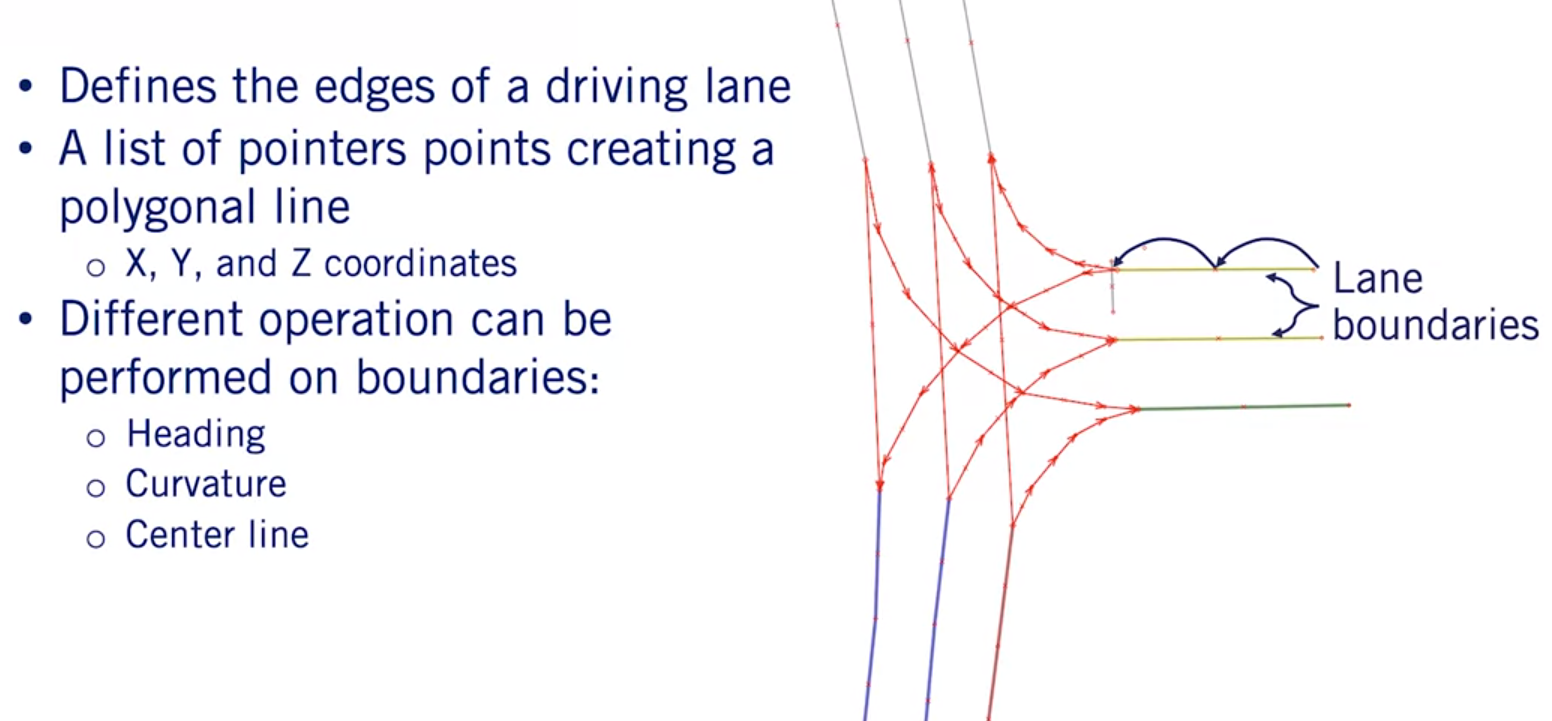 • Defines the edges of a driving lane
• A list of pointers points creating a
polygonal line
o X, Y, and Z coordinates
• Different operation can be
performed on boundaries:
o Heading
o Curvature
o Center line
Lane
boundaries